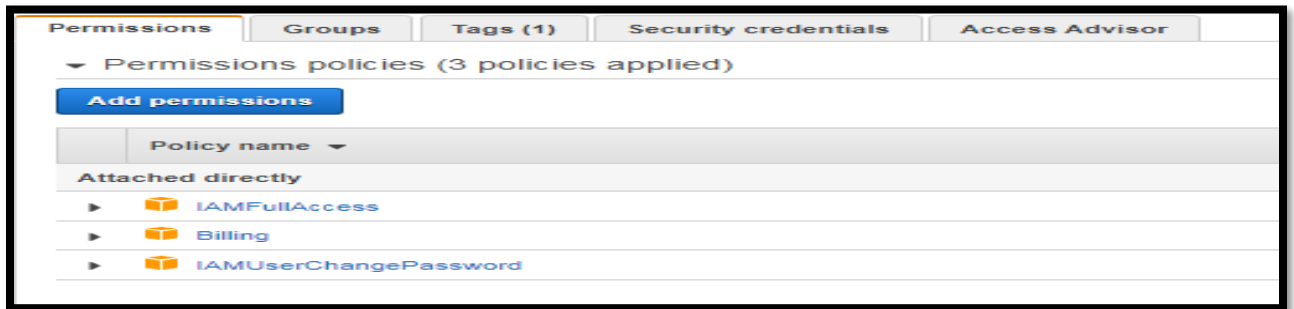 Permissions Groups Tags (1) Security credentials Access Advisor
Permissions policies (3 policies applied)
Add permissions
Policy name
Attached directly
IAMFullAccess
Billing
IAMUserChangePassword